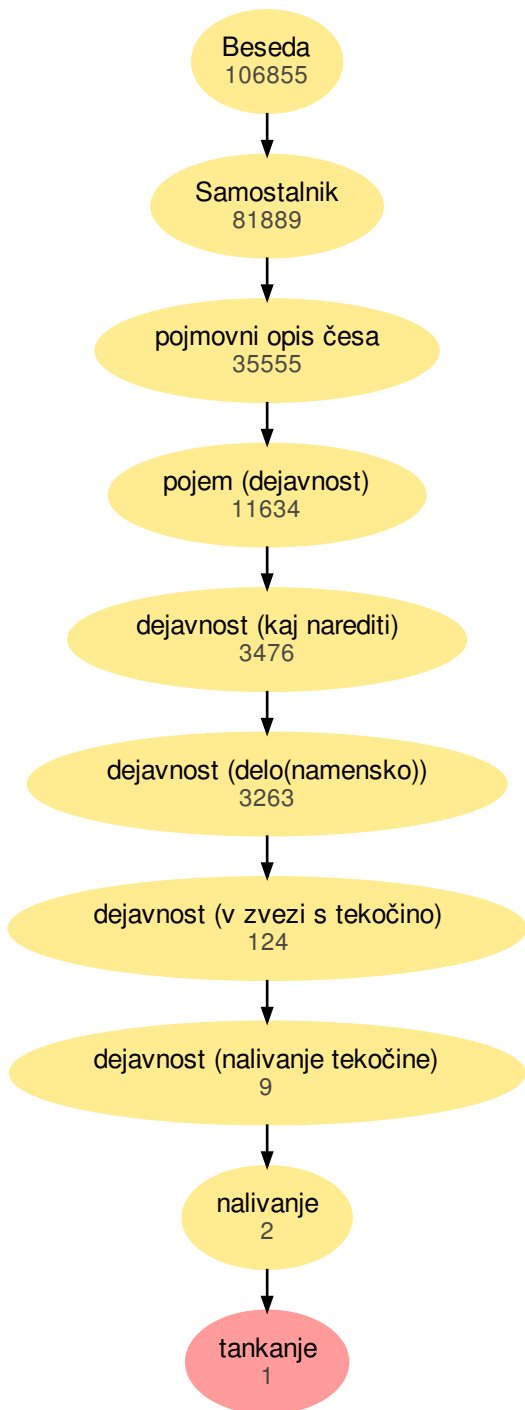 Beseda
106855
Samostalnik
81889
pojmovni opis česa
35555
pojem (dejavnost)
11634
dejavnost (kaj narediti)
3476
dejavnost (delo(namensko))
3263
dejavnost (v zvezi s tekočino)
124
dejavnost (nalivanje tekočine)
9
nalivanje
2
tankanje
1